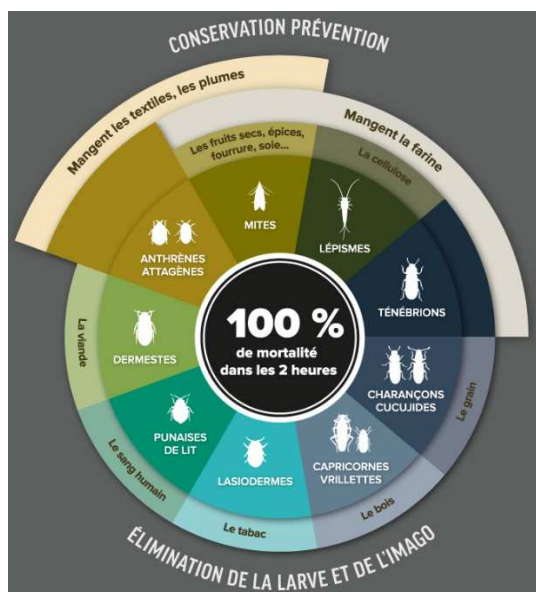 CONSERVATION PRÉVENTION
Mangent les textiles, les plumes
Mangent la farine
Les fruits secs, épices,
fourrure, soie...
La cellulose
MITES
LÉPISMES
ANTHRÈNES
ATTAGÈNES
TÉNÉBRIONS
100 %
de mortalité
dans les 2 heures
La viande
DERMESTES
CHARANÇONS
CUCUJIDES
Le grain
PUNAISES
DE LIT
Le sang humain
LASIODERMES
Le tabac
CAPRICORNES
VRILLETTES
Le bois
ÉLIMINATION DE LA LARVE ET DE L'IMAGO